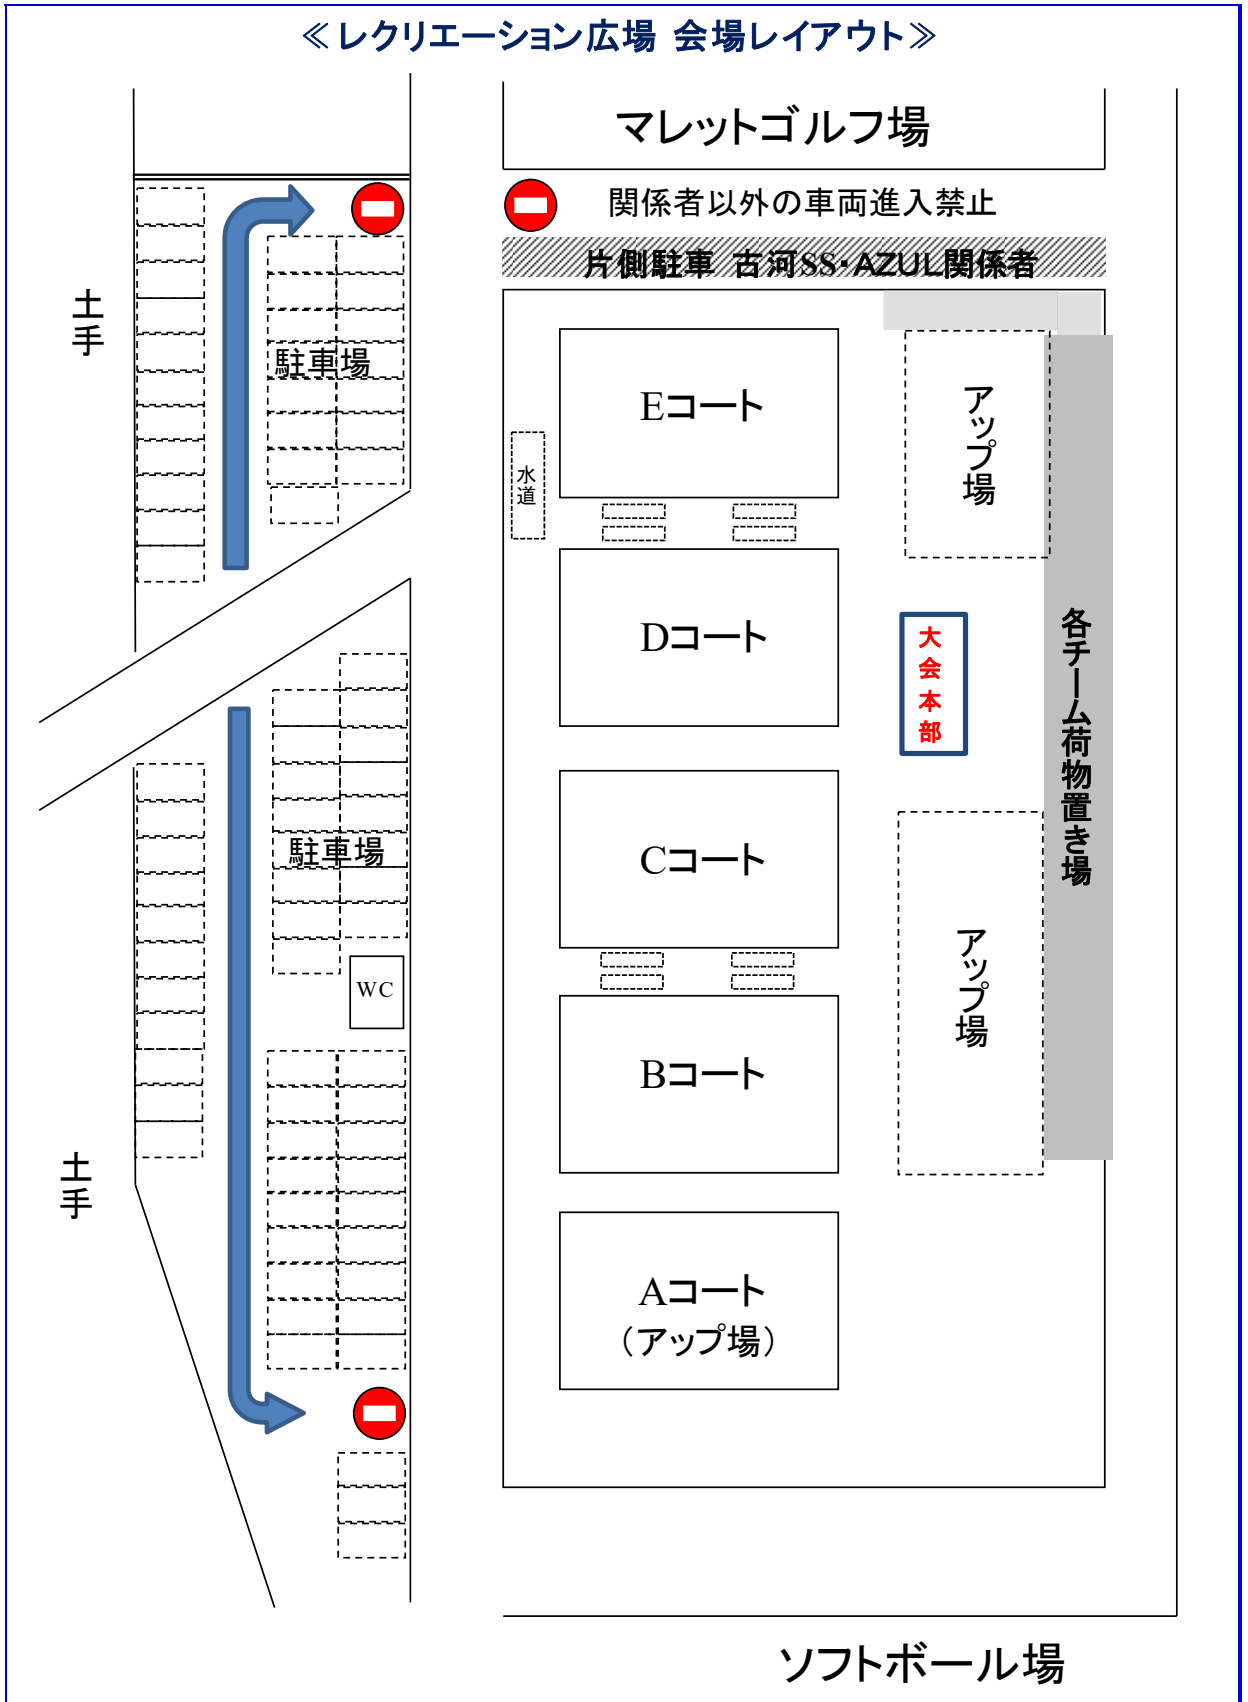 ≪レクリエーション広場 会場レイアウト≫
マレットゴルフ場
関係者以外の車両進入禁止
片側駐車 古河SS・AZUL関係者
土手
駐車場
Eコート
アップ場
水道
Dコート
大会本部
各チーム荷物置き場
駐車場
Cコート
アップ場
WC
Bコート
土手
Aコート
（アップ場）
ソフトボール場